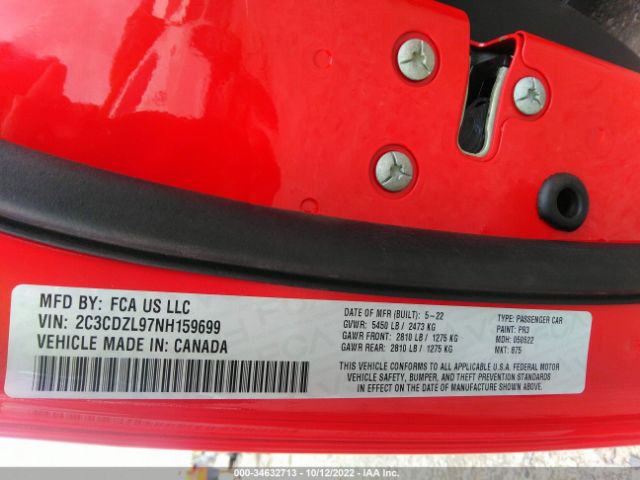 MFD BY: FCA US LLC
VIN: 2C3CDZL97NH159699
VEHICLE MADE IN: CANADA
DATE OF MFR (BUILT): 5-22
GVWR: 5450 LB / 2473 KG
GAWR FRONT: 2810 LB / 1275 KG
GAWR REAR: 2810 LB / 1275 KG
TYPE: PASSENGER CAR
PAINT: PR3
MDH: 050522
MKT: 875
THIS VEHICLE CONFORMS TO ALL APPLICABLE U.S.A. FEDERAL MOTOR
VEHICLE SAFETY, BUMPER, AND THEFT PREVENTION STANDARDS
IN EFFECT ON THE DATE OF MANUFACTURE SHOWN ABOVE.
000-34632713 - 10/12/2022 - IAA Inc.